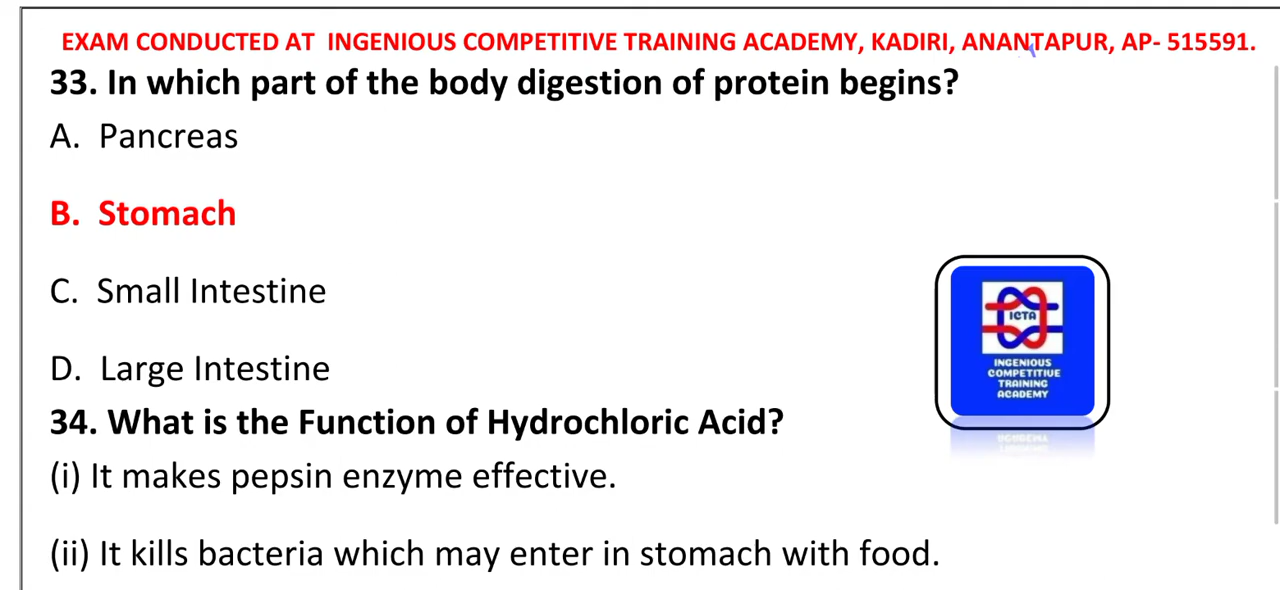 EXAM CONDUCTED AT INGENIOUS COMPETITIVE TRAINING ACADEMY, KADIRI, ANANTAPUR, AP- 515591.
33. In which part of the body digestion of protein begins?
A. Pancreas
B. Stomach
C. Small Intestine
D. Large Intestine
ICTA
INGENIOUS
COMPETITIVE
TRAINING
ACADEMY
34. What is the Function of Hydrochloric Acid?
(i) It makes pepsin enzyme effective.
(ii) It kills bacteria which may enter in stomach with food.